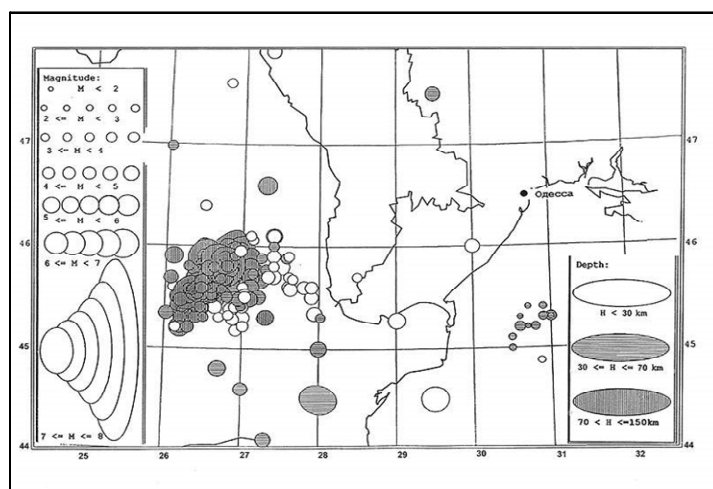 Magnitude:
M < 2
2 <= M < 3
3 <= M < 4
4 <= M < 5
5 <= M < 6
6 <= M < 7
7 <= M <= 8
47
46
45
44
Одесса
47
46
45
44
Depth:
H < 30 km
30 <= H <= 70 km
70 < H <=150km
25 26 27 28 29 30 31 32